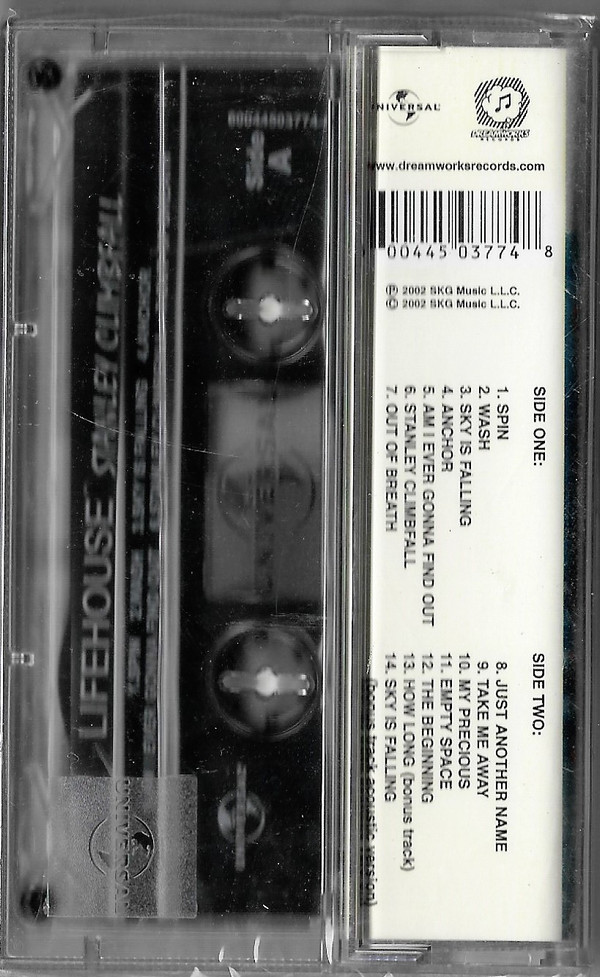 UNIVERSAL
DREAMWORKS
RECORDS
www.dreamworksrecords.com
00445 03774 8
℗ 2002 SKG Music L.L.C.
© 2002 SKG Music L.L.C.
SIDE ONE:
1. SPIN
2. WASH
3. SKY IS FALLING
4. ANCHOR
5. AM I EVER GONNA FIND OUT
6. STANLEY CLIMBFALL
7. OUT OF BREATH
SIDE TWO:
8. JUST ANOTHER NAME
9. TAKE ME AWAY
10. MY PRECIOUS
11. EMPTY SPACE
12. THE BEGINNING
13. HOW LONG (bonus track)
14. SKY IS FALLING
(bonus track acoustic version)
0044503774
Side
A
LIFEHOUSE STANLEY CLIMBFALL
UNIVERSAL
UNIVERSAL